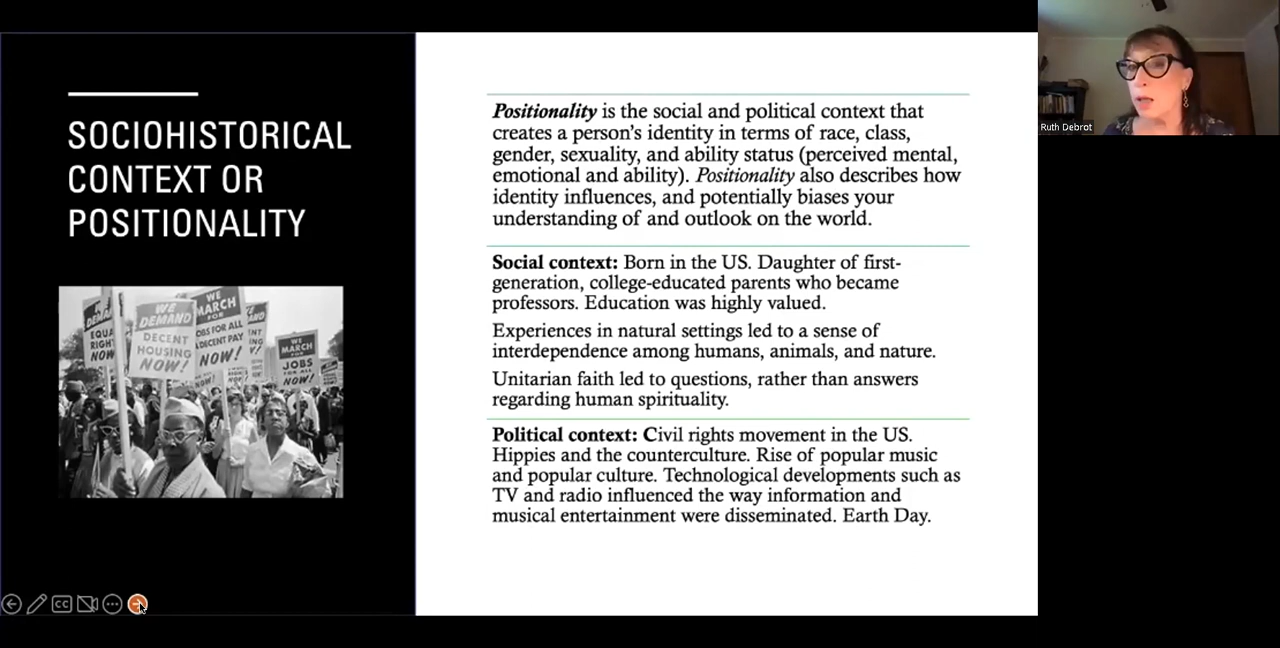 SOCIOHISTORICAL
CONTEXT OR
POSITIONALITY
WE DEMAND
EQUAL
RIGHTS
NOW
WE
DEMAND
DECENT
HOUSING
NOW!
WE
MARCH
FOR
JOBS FOR ALL
A DECENT PAY
NOW!
WE
MARCH
FOR
JOBS
FOR ALL
NOW!
Positionality is the social and political context that
creates a person’s identity in terms of race, class,
gender, sexuality, and ability status (perceived mental,
emotional and ability). Positionality also describes how
identity influences, and potentially biases your
understanding of and outlook on the world.
Social context: Born in the US. Daughter of first-
generation, college-educated parents who became
professors. Education was highly valued.
Experiences in natural settings led to a sense of
interdependence among humans, animals, and nature.
Unitarian faith led to questions, rather than answers
regarding human spirituality.
Political context: Civil rights movement in the US.
Hippies and the counterculture. Rise of popular music
and popular culture. Technological developments such as
TV and radio influenced the way information and
musical entertainment were disseminated. Earth Day.
Ruth Debrot
CC